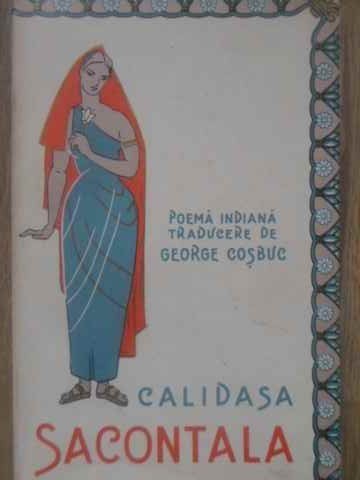 POEMĂ INDIANĂ
TRADUCERE DE
GEORGE COȘBUC
CALIDASA
SACONTALA